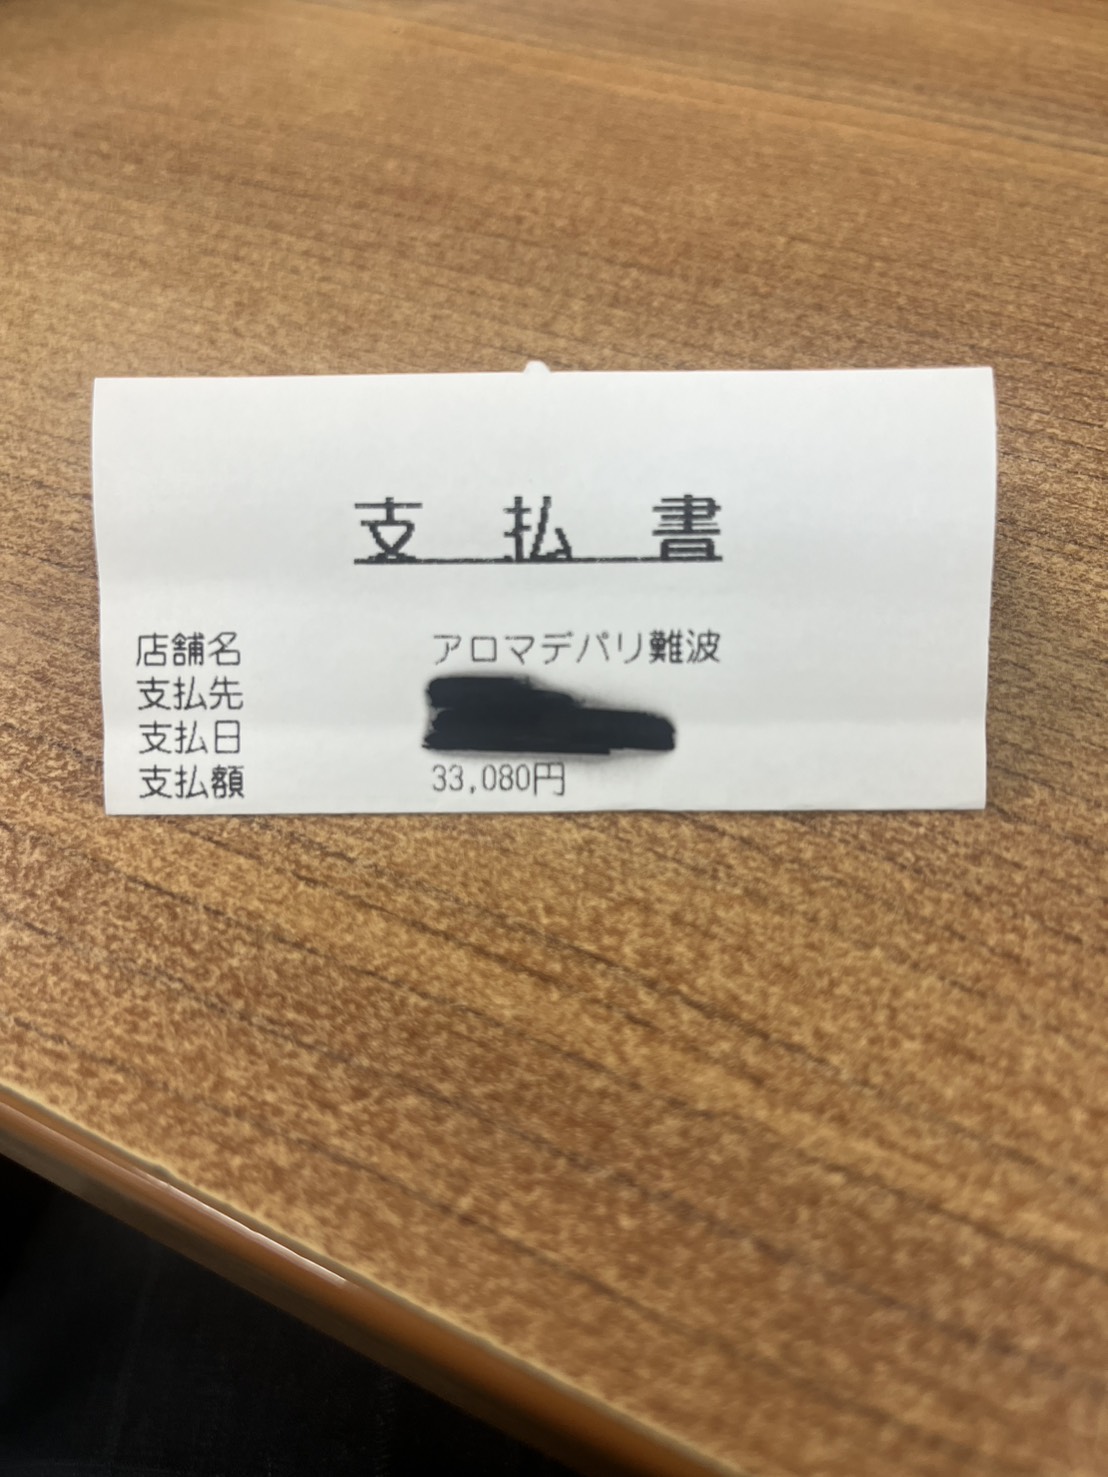 支払書
店舗名 アロマデパリ難波
支払先
支払日
支払額 33,080円